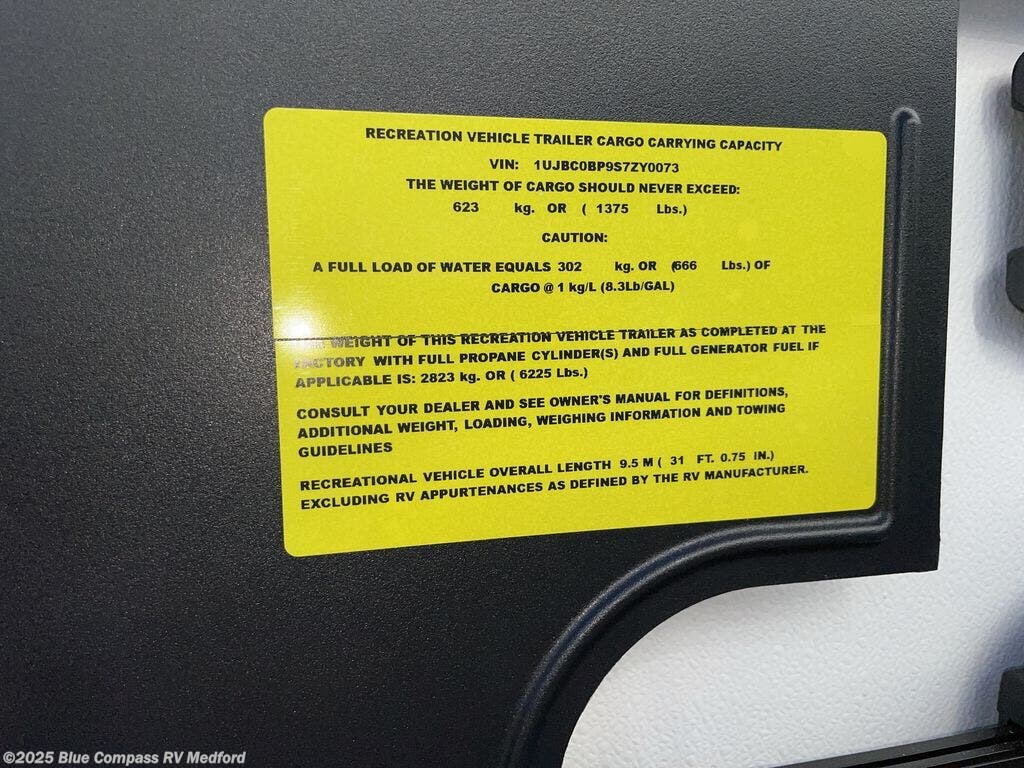 RECREATION VEHICLE TRAILER CARGO CARRYING CAPACITY
VIN: 1UJBC0BP9S7ZY0073
THE WEIGHT OF CARGO SHOULD NEVER EXCEED:
623 kg. OR ( 1375 Lbs.)
CAUTION:
A FULL LOAD OF WATER EQUALS 302 kg. OR (666 Lbs.) OF
CARGO @ 1 kg/L (8.3Lb/GAL)
WEIGHT OF THIS RECREATION VEHICLE TRAILER AS COMPLETED AT THE
FACTORY WITH FULL PROPANE CYLINDER(S) AND FULL GENERATOR FUEL IF
APPLICABLE IS: 2823 kg. OR ( 6225 Lbs.)
CONSULT YOUR DEALER AND SEE OWNER'S MANUAL FOR DEFINITIONS,
ADDITIONAL WEIGHT, LOADING, WEIGHING INFORMATION AND TOWING
GUIDELINES
RECREATIONAL VEHICLE OVERALL LENGTH 9.5 M ( 31 FT. 0.75 IN.)
EXCLUDING RV APPURTENANCES AS DEFINED BY THE RV MANUFACTURER.
©2025 Blue Compass RV Medford